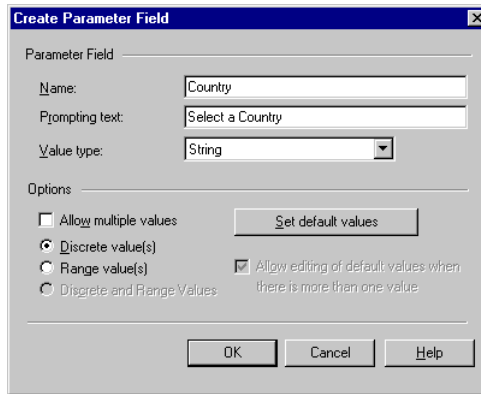 Create Parameter Field
Parameter Field
Name: Country
Prompting text: Select a Country
Value type: String
Options
Allow multiple values
Set default values
Discrete value(s)
Range value(s)
Allow editing of default values when
Discrete and Range Values
there is more than one value
OK Cancel Help